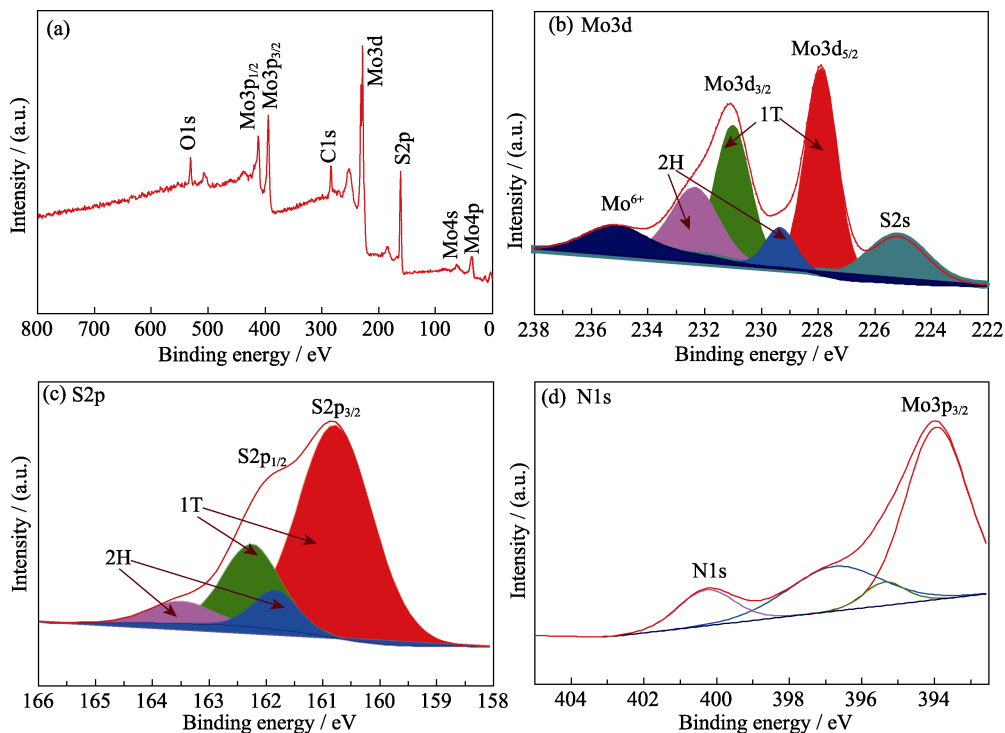 (a)
Intensity / (a.u.)
O1s
Mo3p1/2
Mo3p3/2
C1s
Mo3d
S2p
Mo4s
Mo4p
800 700 600 500 400 300 200 100 0
Binding energy / eV
(b) Mo3d
Intensity / (a.u.)
Mo3d5/2
Mo3d3/2
1T
2H
Mo6+
S2s
238 236 234 232 230 228 226 224 222
Binding energy / eV
(c) S2p
Intensity / (a.u.)
S2p3/2
S2p1/2
1T
2H
166 165 164 163 162 161 160 159 158
Binding energy / eV
(d) N1s
Intensity / (a.u.)
Mo3p3/2
N1s
404 402 400 398 396 394
Binding energy / eV